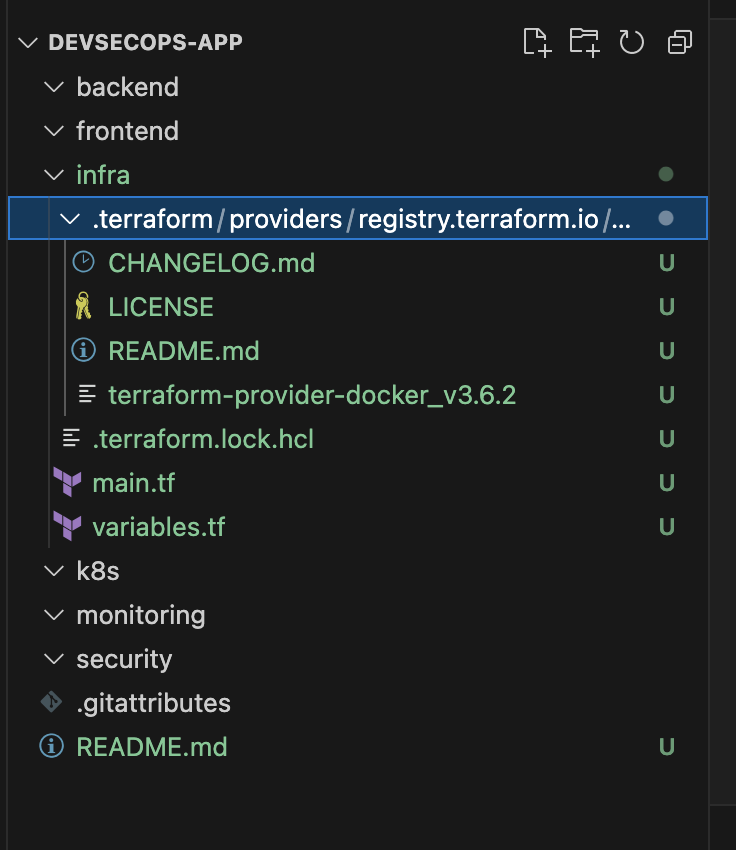 DEVSECOPS-APP
backend
frontend
infra
.terraform/providers/registry.terraform.io/...
CHANGELOG.md U
LICENSE U
README.md U
terraform-provider-docker_v3.6.2 U
.terraform.lock.hcl U
main.tf U
variables.tf U
k8s
monitoring
security
.gitattributes
README.md U